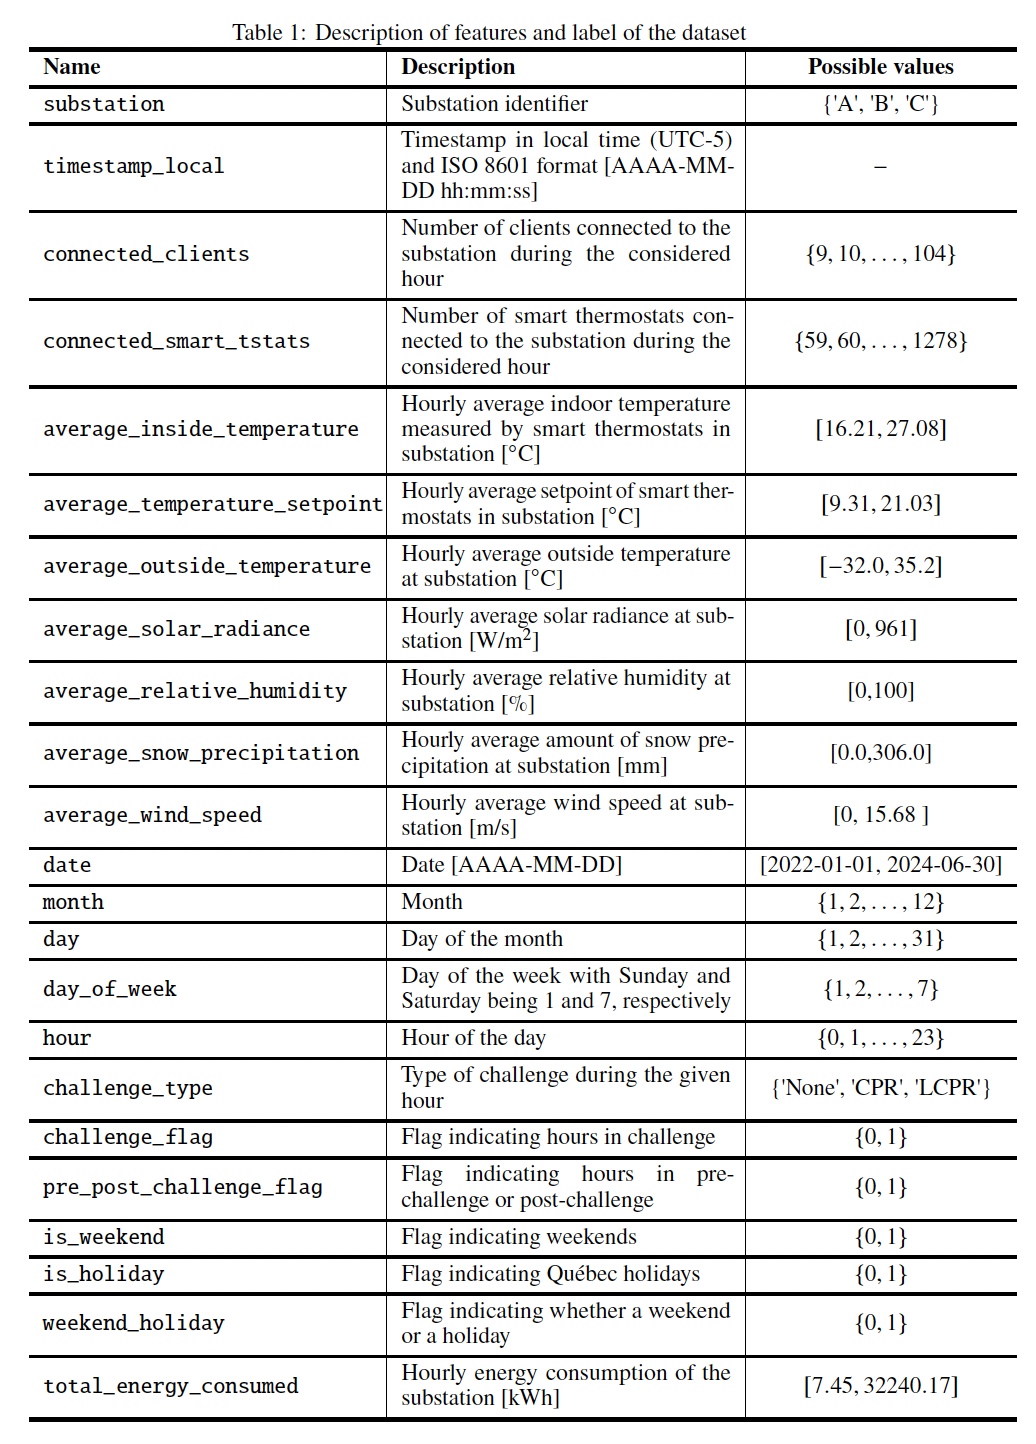 Table 1: Description of features and label of the dataset
Name Description Possible values
substation Substation identifier {'A', 'B', 'C'}
Timestamp in local time (UTC-5)
timestamp_local and ISO 8601 format [AAAA-MM- –
DD hh:mm:ss]
Number of clients connected to the
connected_clients substation during the considered {9, 10, . . . , 104}
hour
Number of smart thermostats con-
connected_smart_tstats nected to the substation during the {59, 60, . . . , 1278}
considered hour
Hourly average indoor temperature
average_inside_temperature measured by smart thermostats in [16.21, 27.08]
substation [°C]
Hourly average setpoint of smart ther-
average_temperature_setpoint mostats in substation [°C] [9.31, 21.03]
Hourly average outside temperature
average_outside_temperature at substation [°C] [−32.0, 35.2]
Hourly average solar radiance at sub-
average_solar_radiance station [W/m²] [0, 961]
Hourly average relative humidity at
average_relative_humidity substation [%] [0,100]
Hourly average amount of snow pre-
average_snow_precipitation cipitation at substation [mm] [0.0,306.0]
Hourly average wind speed at sub-
average_wind_speed station [m/s] [0, 15.68 ]
date Date [AAAA-MM-DD] [2022-01-01, 2024-06-30]
month Month {1, 2, . . . , 12}
day Day of the month {1, 2, . . . , 31}
Day of the week with Sunday and
day_of_week Saturday being 1 and 7, respectively {1, 2, . . . , 7}
hour Hour of the day {0, 1, . . . , 23}
Type of challenge during the given
challenge_type hour {'None', 'CPR', 'LCPR'}
challenge_flag Flag indicating hours in challenge {0, 1}
Flag indicating hours in pre-
pre_post_challenge_flag challenge or post-challenge {0, 1}
is_weekend Flag indicating weekends {0, 1}
is_holiday Flag indicating Québec holidays {0, 1}
Flag indicating whether a weekend
weekend_holiday or a holiday {0, 1}
Hourly energy consumption of the
total_energy_consumed substation [kWh] [7.45, 32240.17]